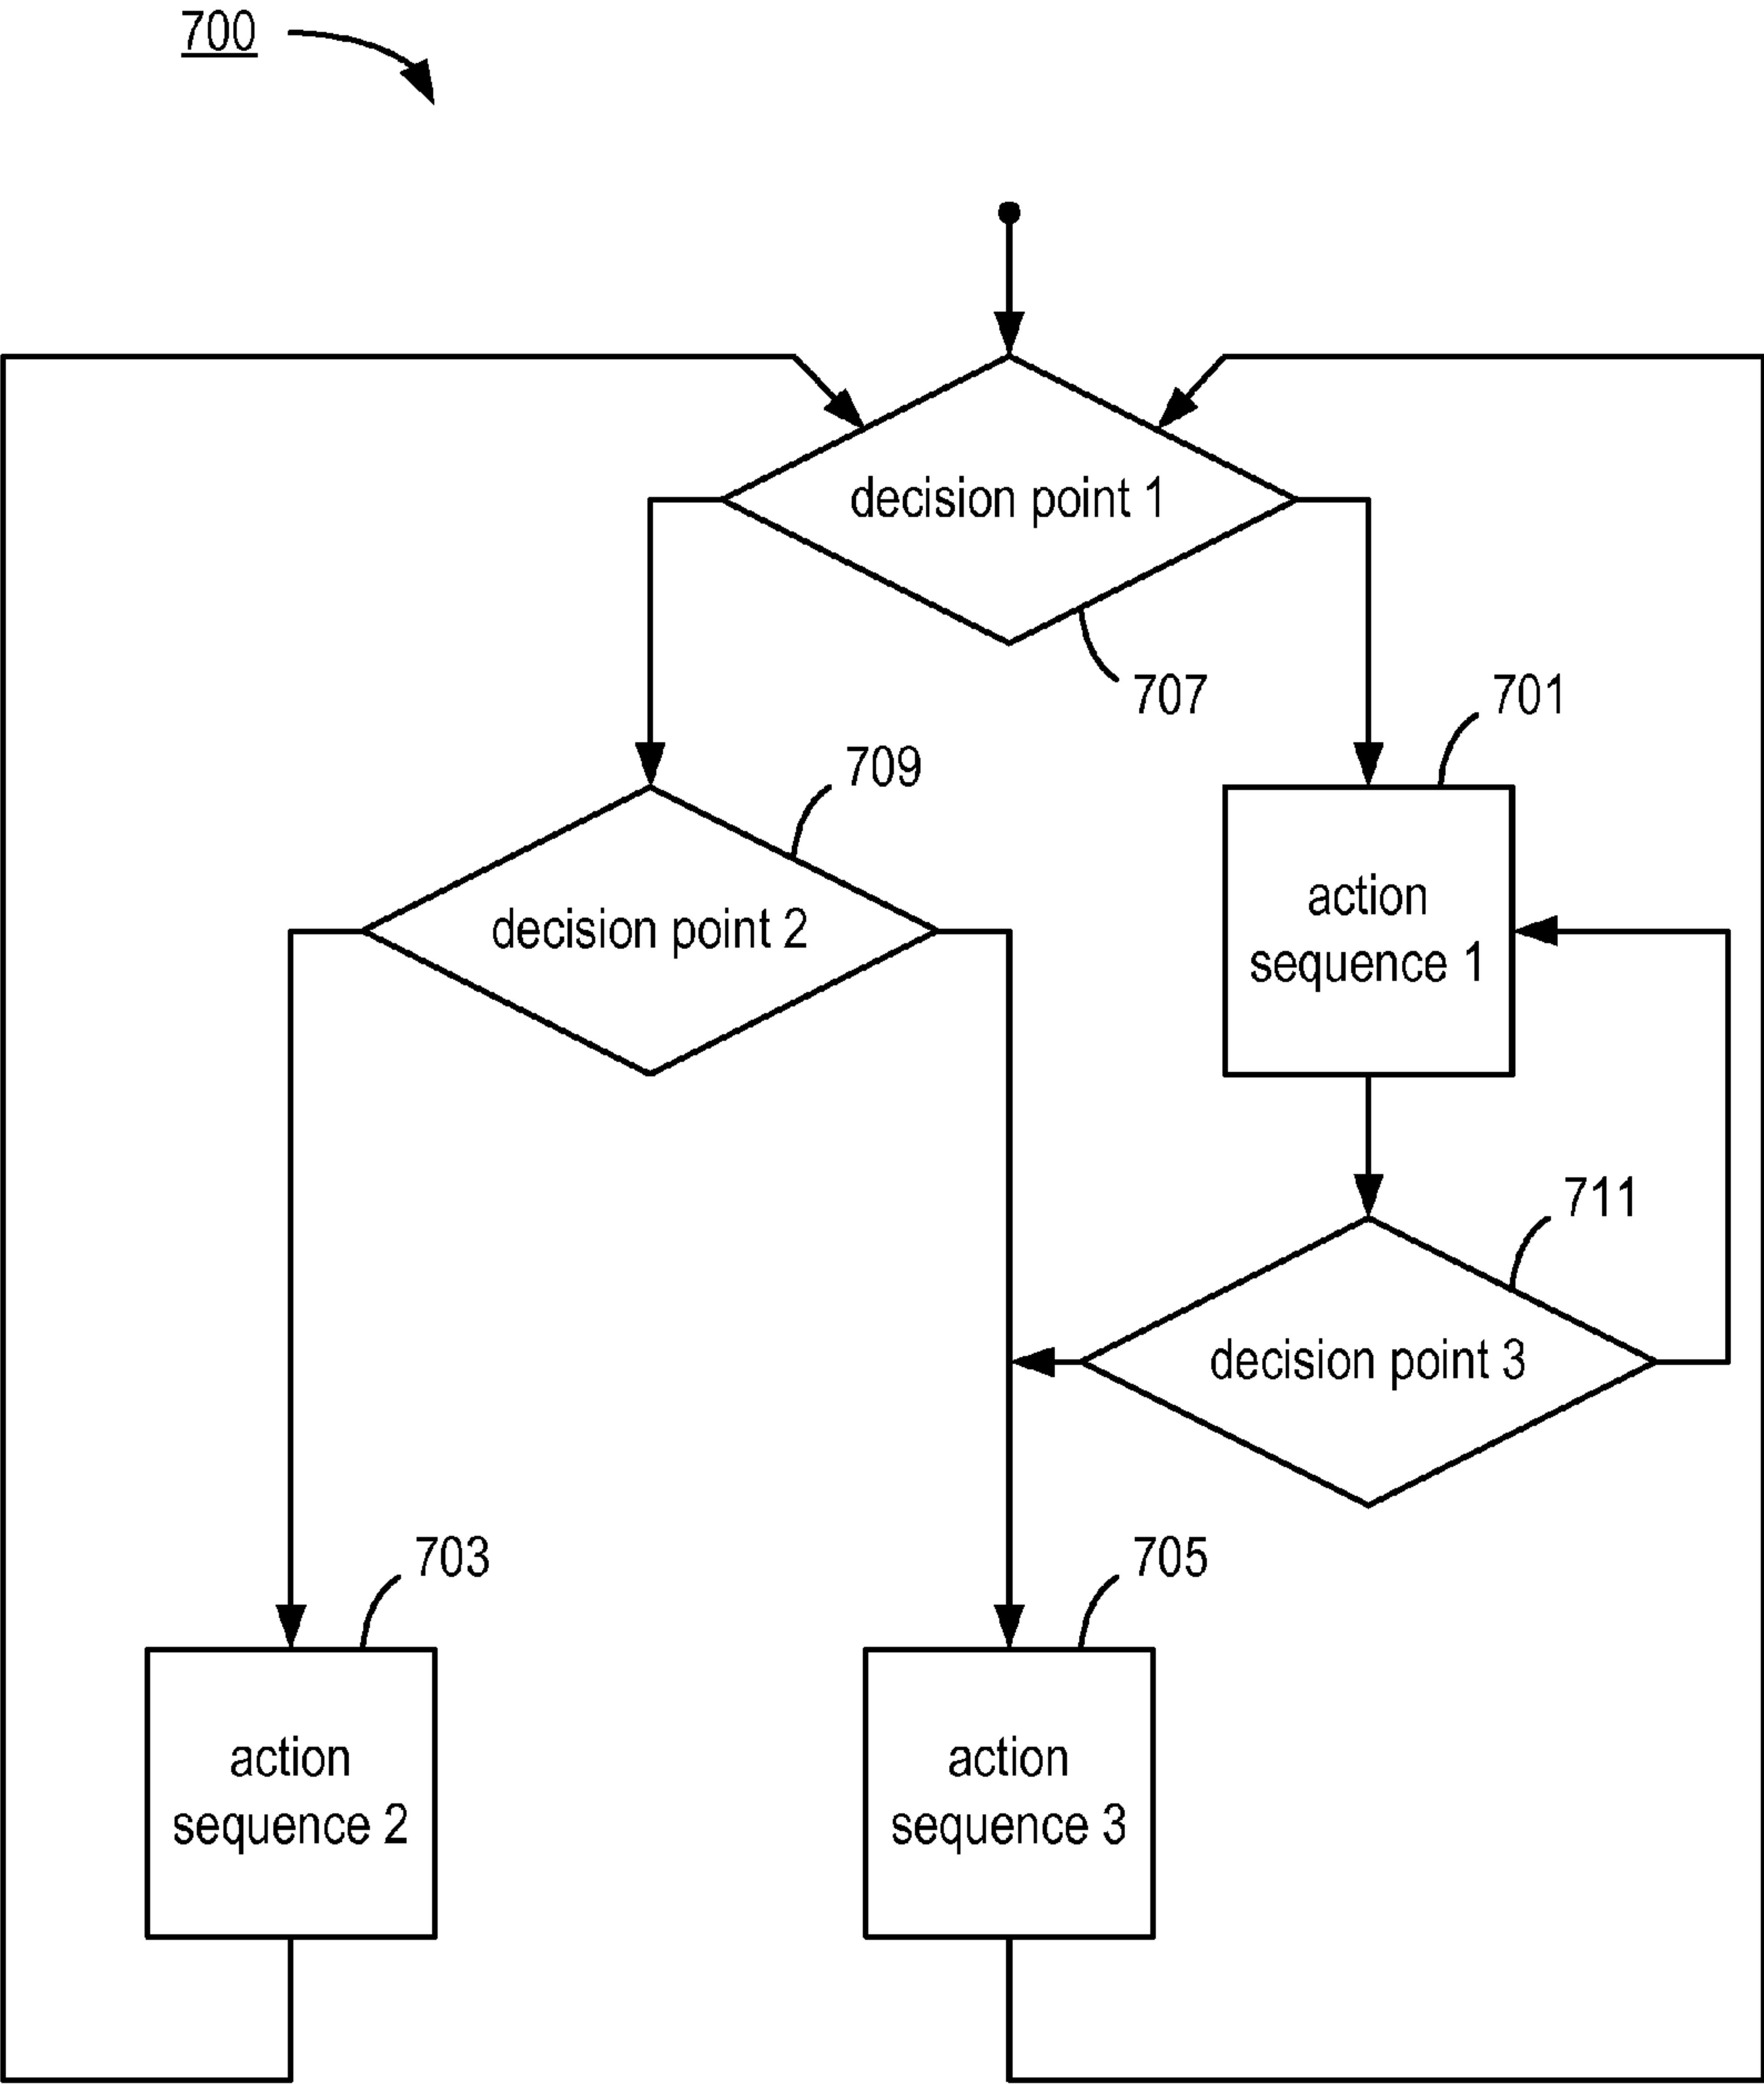 700
decision point 1
707
701
709
action
sequence 1
decision point 2
711
decision point 3
703
705
action
sequence 2
action
sequence 3